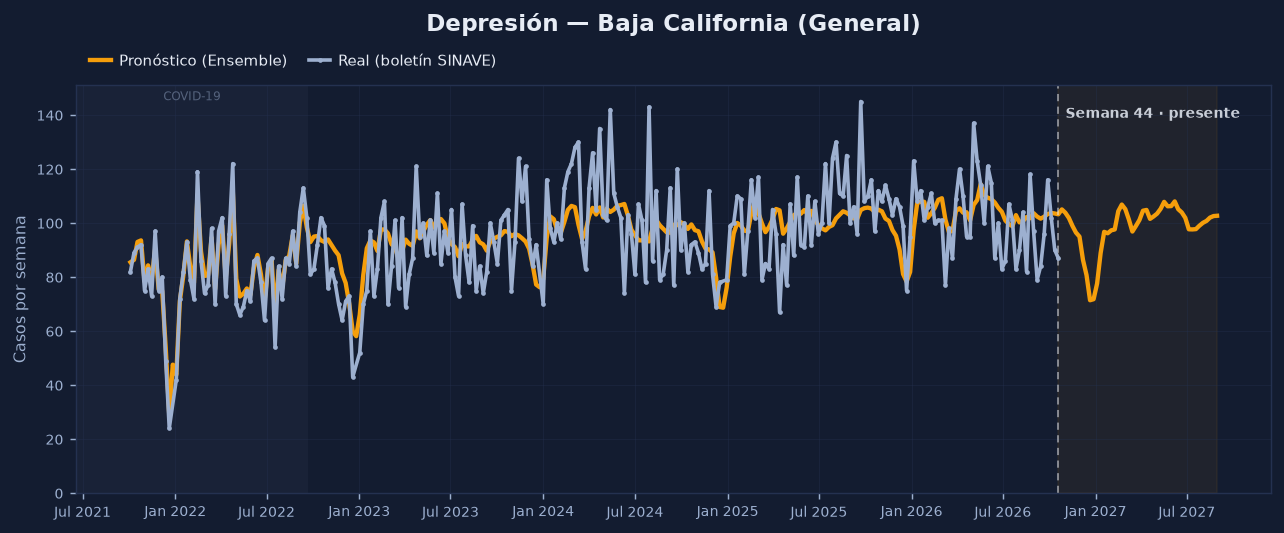 Depresión — Baja California (General)
Pronóstico (Ensemble)
Real (boletín SINAVE)
COVID-19
Semana 44 · presente
Casos por semana
140
120
100
80
60
40
20
0
Jul 2021
Jan 2022
Jul 2022
Jan 2023
Jul 2023
Jan 2024
Jul 2024
Jan 2025
Jul 2025
Jan 2026
Jul 2026
Jan 2027
Jul 2027